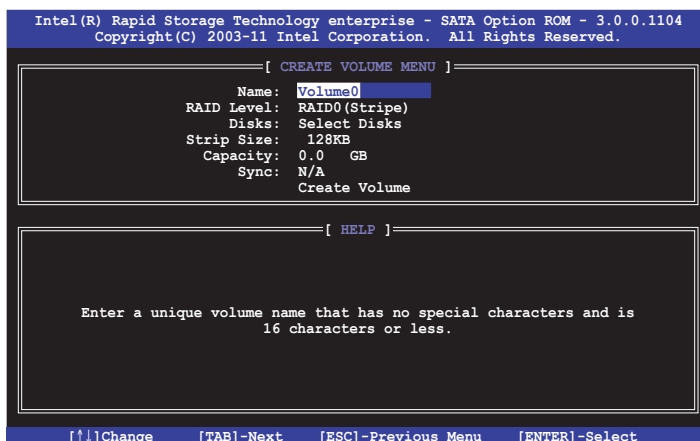 Intel(R) Rapid Storage Technology enterprise - SATA Option ROM - 3.0.0.1104
Copyright(C) 2003-11 Intel Corporation. All Rights Reserved.
[ CREATE VOLUME MENU ]
Name: Volume0
RAID Level: RAID0(Stripe)
Disks: Select Disks
Strip Size: 128KB
Capacity: 0.0 GB
Sync: N/A
Create Volume
[ HELP ]
Enter a unique volume name that has no special characters and is
16 characters or less.
[↑↓]Change [TAB]-Next [ESC]-Previous Menu [ENTER]-Select